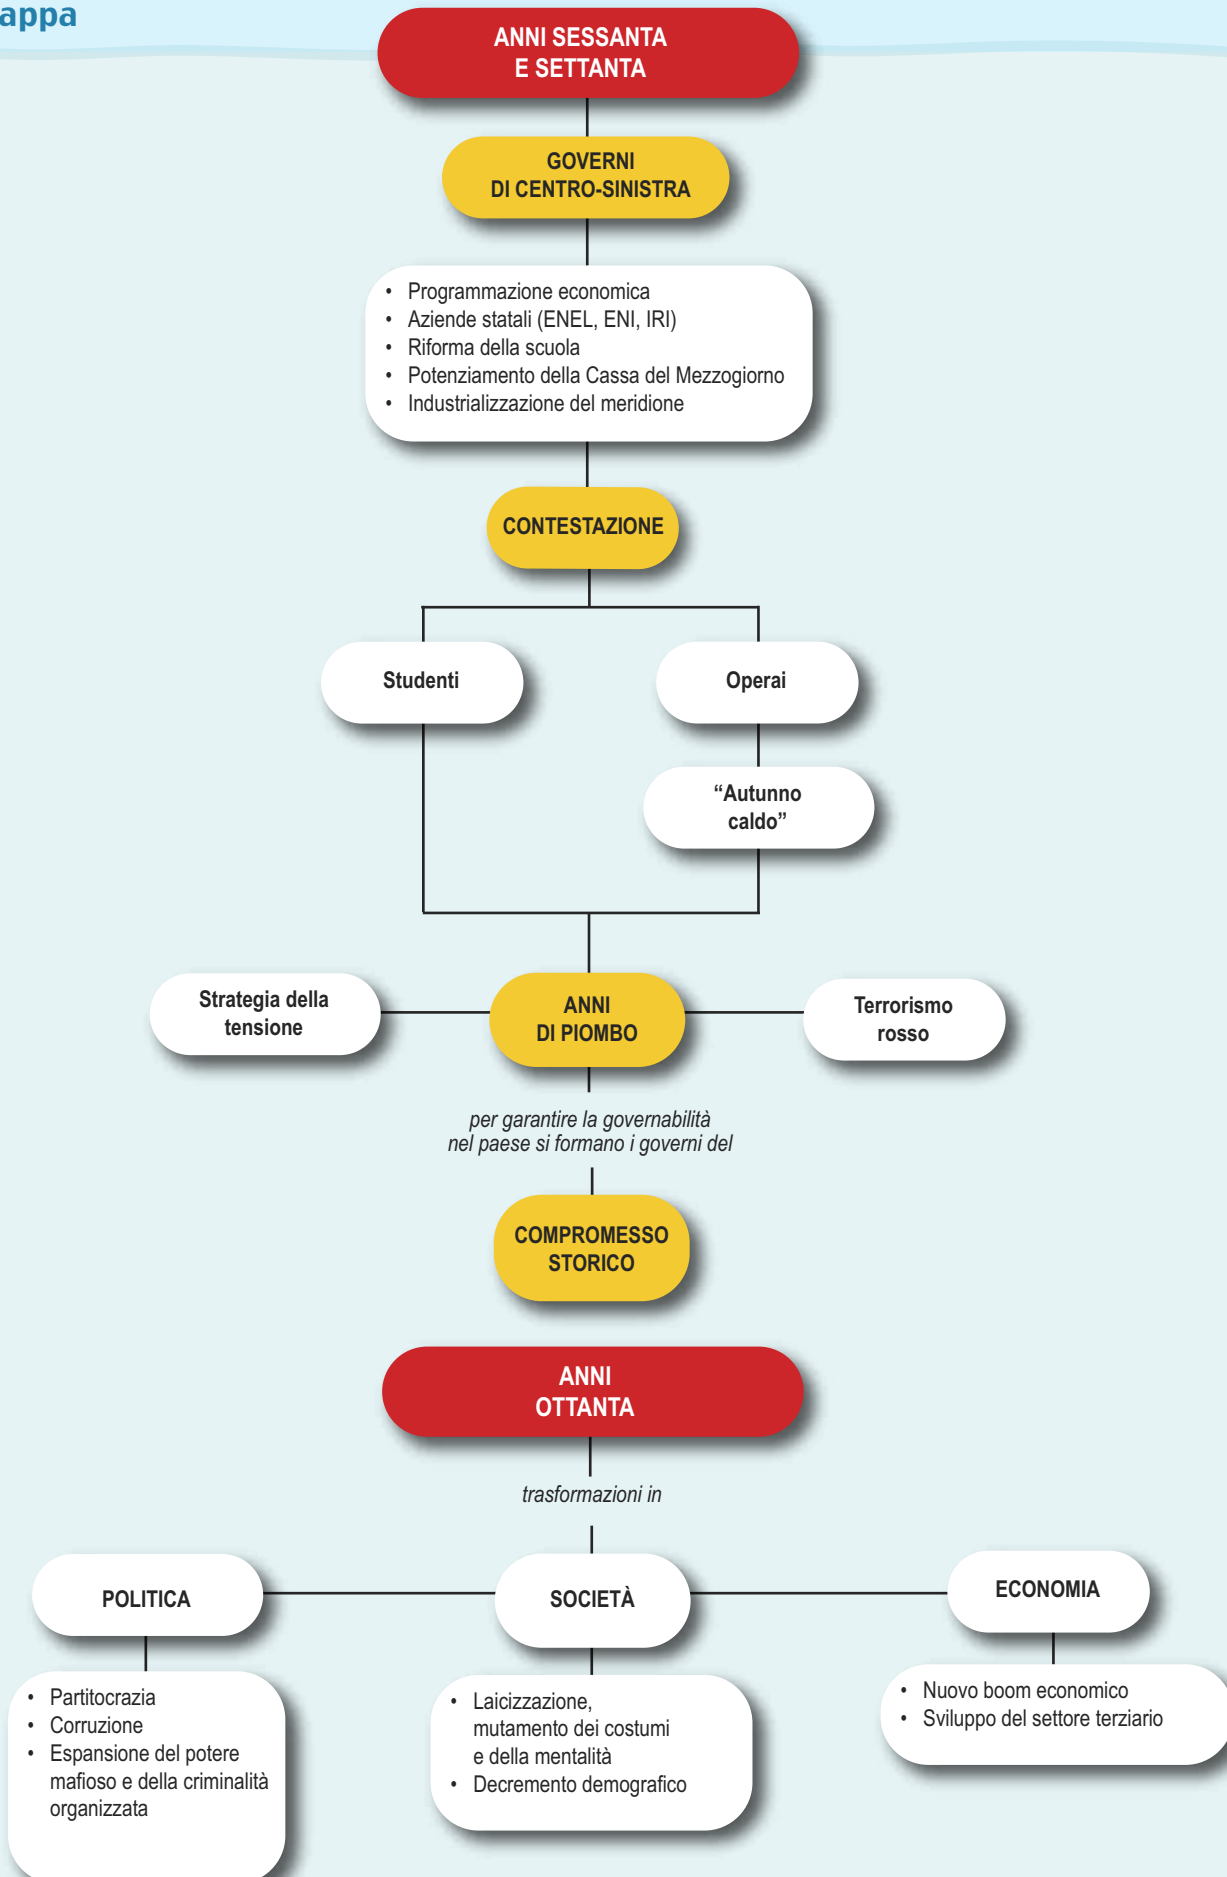 appa
ANNI SESSANTA
E SETTANTA
GOVERNI
DI CENTRO-SINISTRA
• Programmazione economica
• Aziende statali (ENEL, ENI, IRI)
• Riforma della scuola
• Potenziamento della Cassa del Mezzogiorno
• Industrializzazione del meridione
CONTESTAZIONE
Studenti
Operai
“Autunno
caldo”
Strategia della
tensione
ANNI
DI PIOMBO
Terrorismo
rosso
per garantire la governabilità
nel paese si formano i governi del
COMPROMESSO
STORICO
ANNI
OTTANTA
trasformazioni in
POLITICA
SOCIETÀ
ECONOMIA
• Partitocrazia
• Corruzione
• Espansione del potere
mafioso e della criminalità
organizzata
• Laicizzazione,
mutamento dei costumi
e della mentalità
• Decremento demografico
• Nuovo boom economico
• Sviluppo del settore terziario